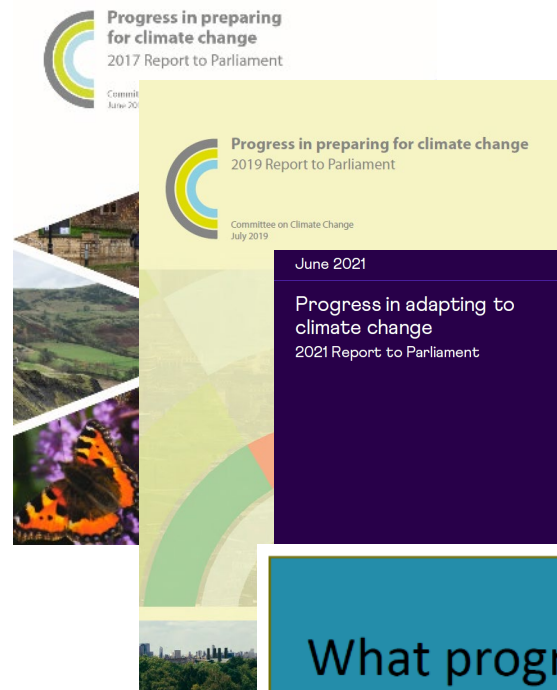 Progress in preparing
for climate change
2017 Report to Parliament
Progress in preparing for climate change
2019 Report to Parliament
Committee on Climate Change
July 2019
June 2021
Progress in adapting to
climate change
2021 Report to Parliament
What